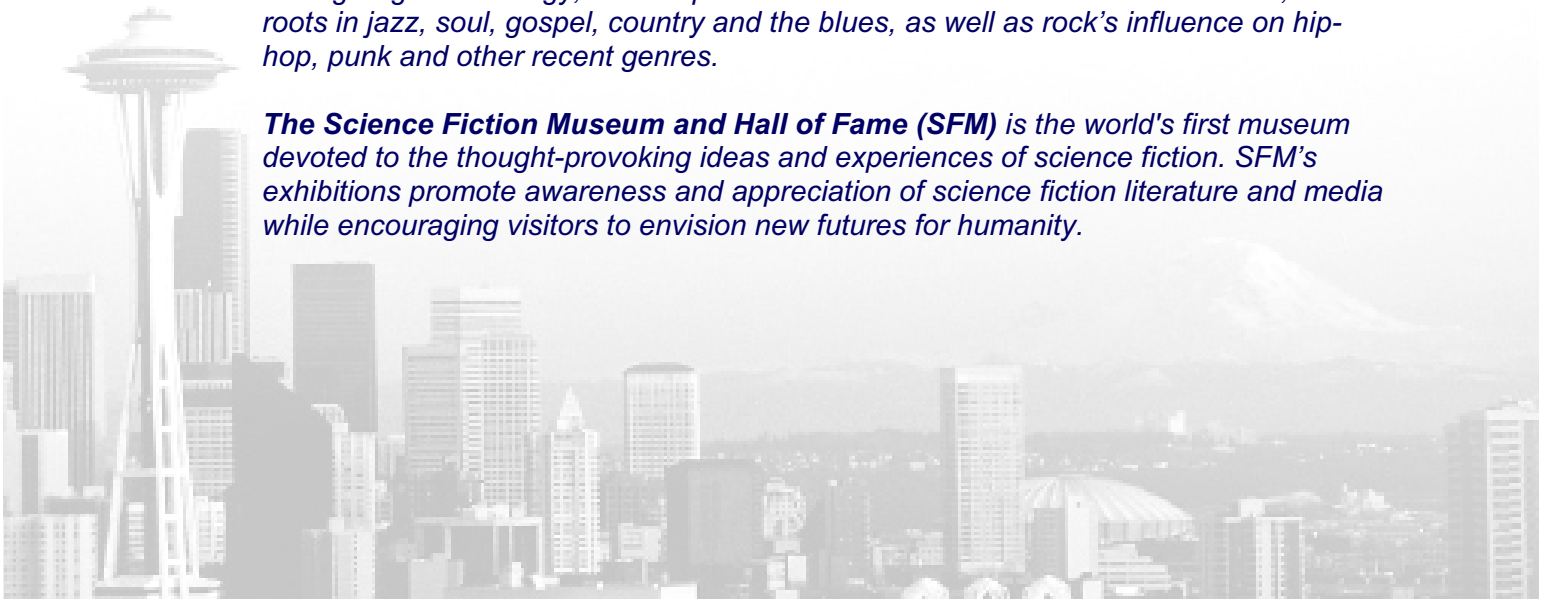 roots in jazz, soul, gospel, country and the blues, as well as rock’s influence on hip-
hop, punk and other recent genres.
The Science Fiction Museum and Hall of Fame (SFM) is the world's first museum
devoted to the thought-provoking ideas and experiences of science fiction. SFM’s
exhibitions promote awareness and appreciation of science fiction literature and media
while encouraging visitors to envision new futures for humanity.